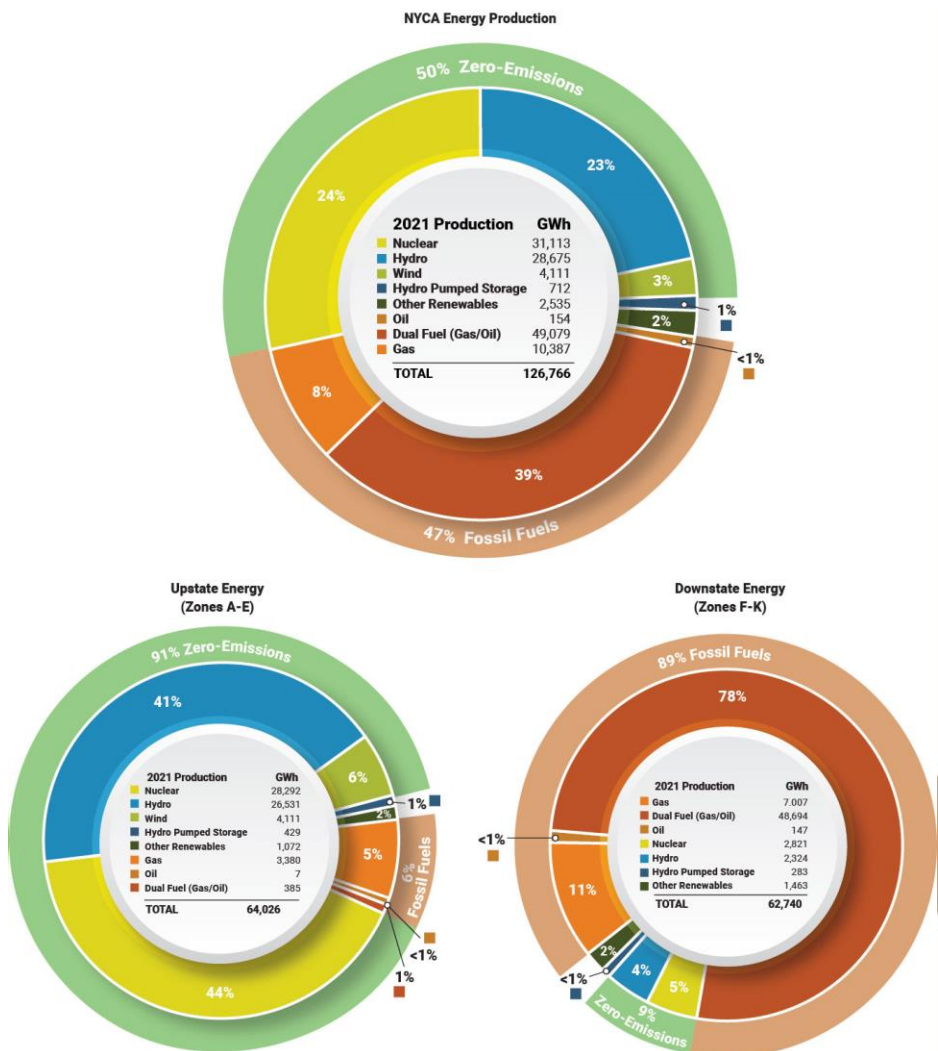 NYCA Energy Production
50% Zero-Emissions
24%
23%
3%
1%
2%
<1%
8%
39%
47% Fossil Fuels
2021 Production GWh
Nuclear 31,113
Hydro 28,675
Wind 4,111
Hydro Pumped Storage 712
Other Renewables 2,535
Oil 154
Dual Fuel (Gas/Oil) 49,079
Gas 10,387
TOTAL 126,766
Upstate Energy
(Zones A-E)
91% Zero-Emissions
41%
6%
1%
2%
5%
6%
Fossil Fuels
<1%
1%
44%
2021 Production GWh
Nuclear 28,292
Hydro 26,531
Wind 4,111
Hydro Pumped Storage 429
Other Renewables 1,072
Gas 3,380
Oil 7
Dual Fuel (Gas/Oil) 385
TOTAL 64,026
Downstate Energy
(Zones F-K)
89% Fossil Fuels
78%
<1%
11%
2%
<1%
4%
5%
9%
Zero-Emissions
2021 Production GWh
Gas 7.007
Dual Fuel (Gas/Oil) 48,694
Oil 147
Nuclear 2,821
Hydro 2,324
Hydro Pumped Storage 283
Other Renewables 1,463
TOTAL 62,740